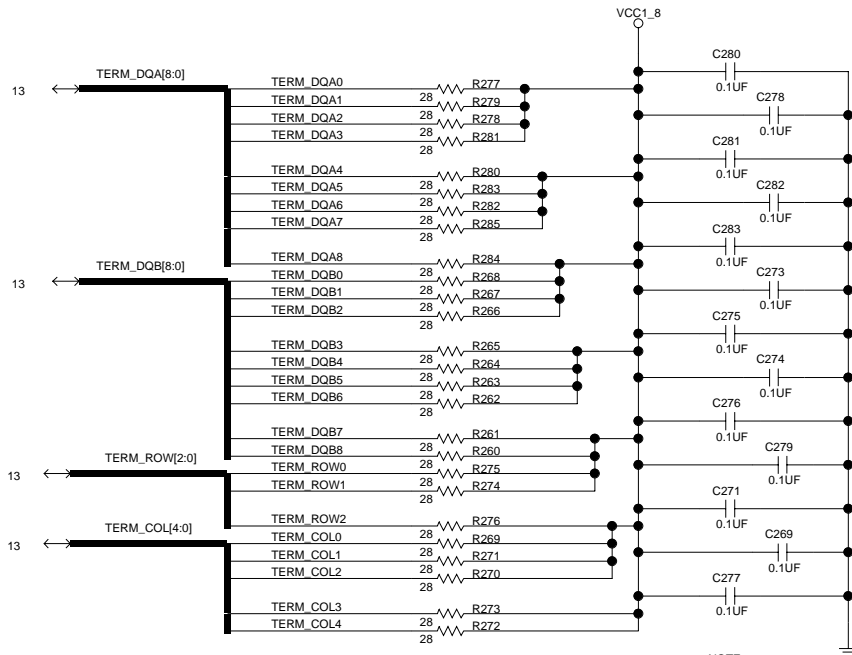 VCC1_8
C280
0.1UF
C278
0.1UF
C281
0.1UF
C282
0.1UF
C283
0.1UF
C273
0.1UF
C275
0.1UF
C274
0.1UF
C276
0.1UF
C279
0.1UF
C271
0.1UF
C269
0.1UF
C277
0.1UF
13 TERM_DQA[8:0]
TERM_DQA0 28 R277
TERM_DQA1 28 R279
TERM_DQA2 28 R278
TERM_DQA3 28 R281
TERM_DQA4 28 R280
TERM_DQA5 28 R283
TERM_DQA6 28 R282
TERM_DQA7 28 R285
TERM_DQA8 28 R284
13 TERM_DQB[8:0]
TERM_DQB0 28 R268
TERM_DQB1 28 R267
TERM_DQB2 28 R266
TERM_DQB3 28 R265
TERM_DQB4 28 R264
TERM_DQB5 28 R263
TERM_DQB6 28 R262
TERM_DQB7 28 R261
TERM_DQB8 28 R260
13 TERM_ROW[2:0]
TERM_ROW0 28 R275
TERM_ROW1 28 R274
TERM_ROW2 28 R276
13 TERM_COL[4:0]
TERM_COL0 28 R269
TERM_COL1 28 R271
TERM_COL2 28 R270
TERM_COL3 28 R273
TERM_COL4 28 R272